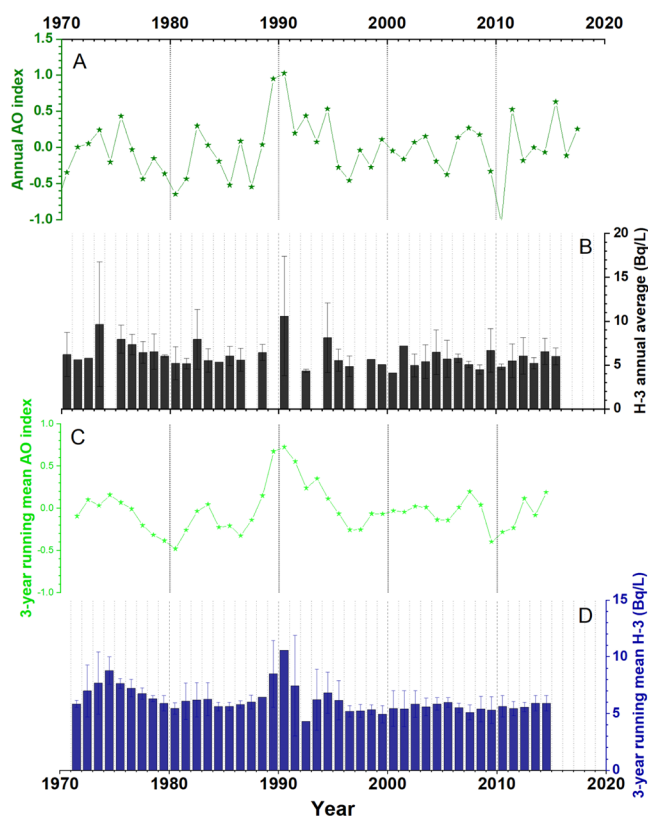 1970 1980 1990 2000 2010 2020
1.5
1.0
0.5
0.0
-0.5
-1.0
Annual AO index
A
20
15
10
5
0
H-3 annual average (Bq/L)
B
1.0
0.5
0.0
-0.5
-1.0
3-year running mean AO index
C
15
10
5
0
3-year running mean H-3 (Bq/L)
D
1970 1980 1990 2000 2010 2020
Year